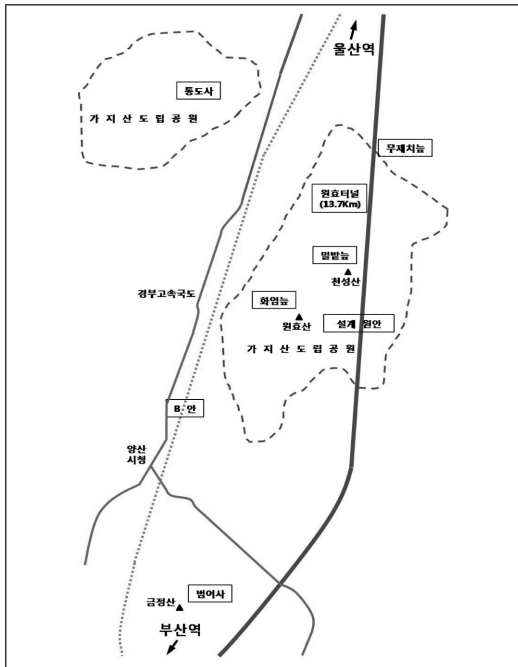 울산역
통도사
가 지 산 도 립 공 원
무제치늪
원효터널
(13.7Km)
밀밭늪
천성산
경부고속국도
화엄늪
원효산
설계 원안
가 지 산 도 립 공 원
B 안
양산
시청
금정산
범어사
부산역